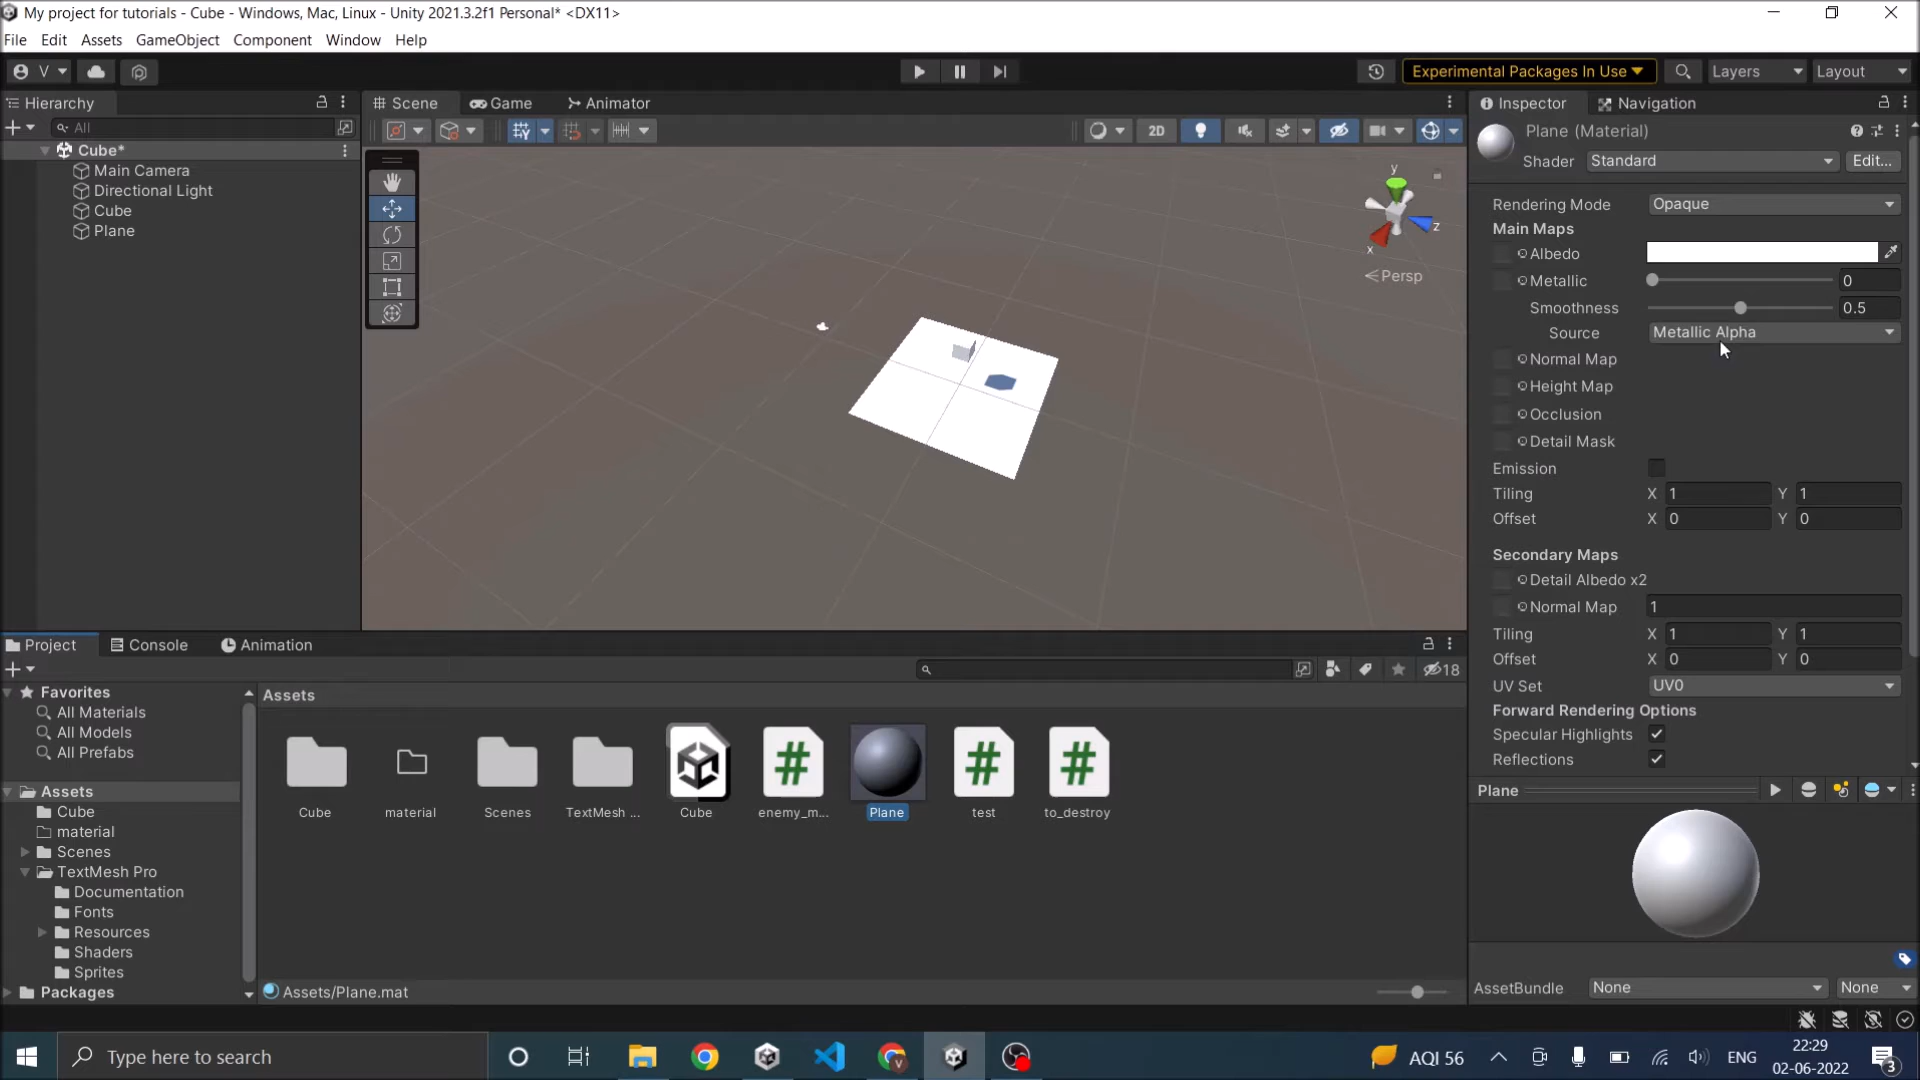 My project for tutorials - Cube - Windows, Mac, Linux - Unity 2021.3.2f1 Personal* <DX11>
File Edit Assets GameObject Component Window Help
V Experimental Packages In Use Layers Layout
Hierarchy
All
Cube*
Main Camera
Directional Light
Cube
Plane
Scene Game Animator
2D
y
x
z
Persp
Inspector Navigation
Plane (Material)
Shader Standard Edit...
Rendering Mode Opaque
Main Maps
Albedo
Metallic 0
Smoothness 0.5
Source Metallic Alpha
Normal Map
Height Map
Occlusion
Detail Mask
Emission
Tiling X 1 Y 1
Offset X 0 Y 0
Secondary Maps
Detail Albedo x2
Normal Map 1
Tiling X 1 Y 1
Offset X 0 Y 0
UV Set UV0
Forward Rendering Options
Specular Highlights
Reflections
Plane
AssetBundle None None
Project Console Animation
18
Favorites
All Materials
All Models
All Prefabs
Assets
Cube
material
Scenes
TextMesh Pro
Documentation
Fonts
Resources
Shaders
Sprites
Packages
Assets
Cube material Scenes TextMesh ... Cube enemy_m... Plane test to_destroy
Assets/Plane.mat
Type here to search
AQI 56 ENG 22:29
02-06-2022
3